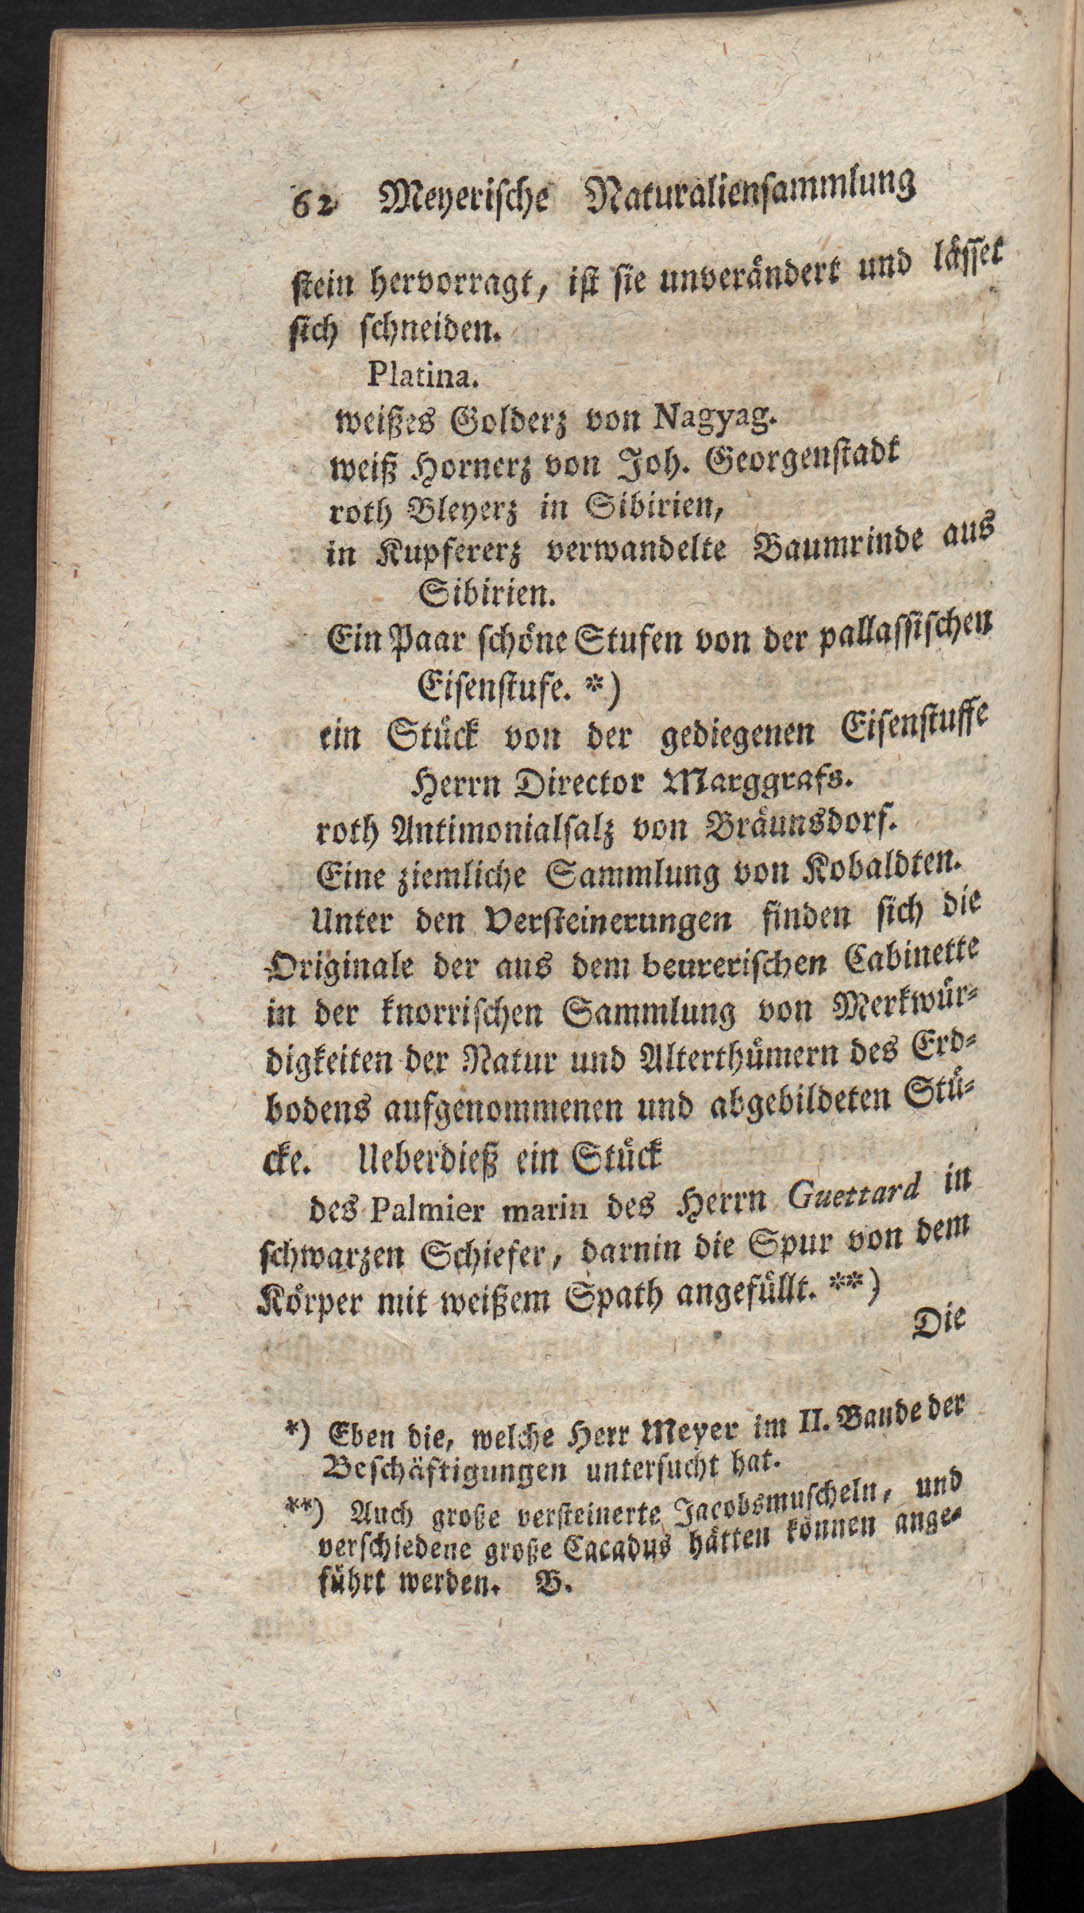 62 Meyerische Naturaliensammlung
stein hervorragt, ist sie unverändert und lässet
sich schneiden.
Platina.
weißes Golderz von Nagyag.
weiß Hornerz von Joh. Georgenstadt
roth Bleyerz in Sibirien,
in Kupfererz verwandelte Baumrinde aus
Sibirien.
Ein Paar schöne Stufen von der pallassischen
Eisenstufe. *)
ein Stück von der gediegenen Eisenstuffe
Herrn Director Marggrafs.
roth Antimonialsalz von Bräunsdorf.
Eine ziemliche Sammlung von Kobaldten.
Unter den Versteinerungen finden sich die
Originale der aus dem beurerischen Cabinette
in der knorrischen Sammlung von Merkwür-
digkeiten der Natur und Alterthümern des Erd-
bodens aufgenommenen und abgebildeten Stü-
cke. Ueberdieß ein Stück
des Palmier marin des Herrn Guettard in
schwarzen Schiefer, darnin die Spur von dem
Körper mit weißem Spath angefüllt. **)
Die
*) Eben die, welche Herr Meyer im II. Bande der
Beschäftigungen untersucht hat.
**) Auch große versteinerte Jacobsmuscheln, und
verschiedene große Cacadus hätten können ange-
führt werden. B.